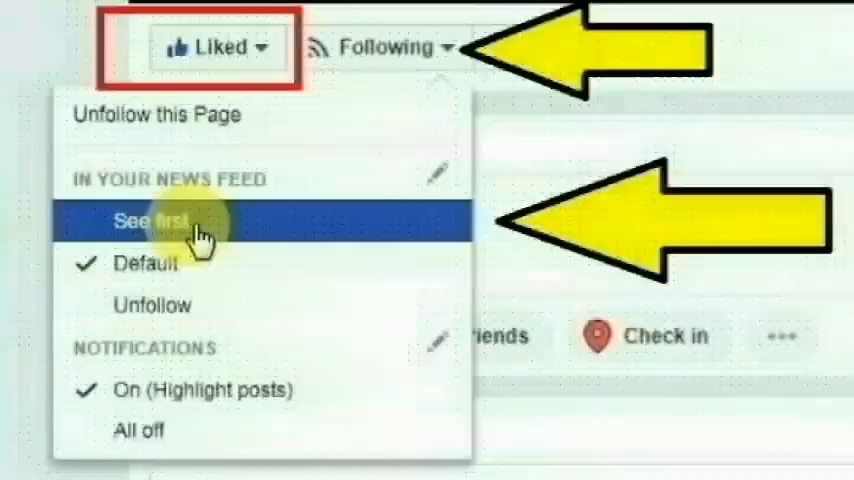 Liked Following
Unfollow this Page
IN YOUR NEWS FEED
See first
Default
Unfollow
iends Check in
NOTIFICATIONS
On (Highlight posts)
All off